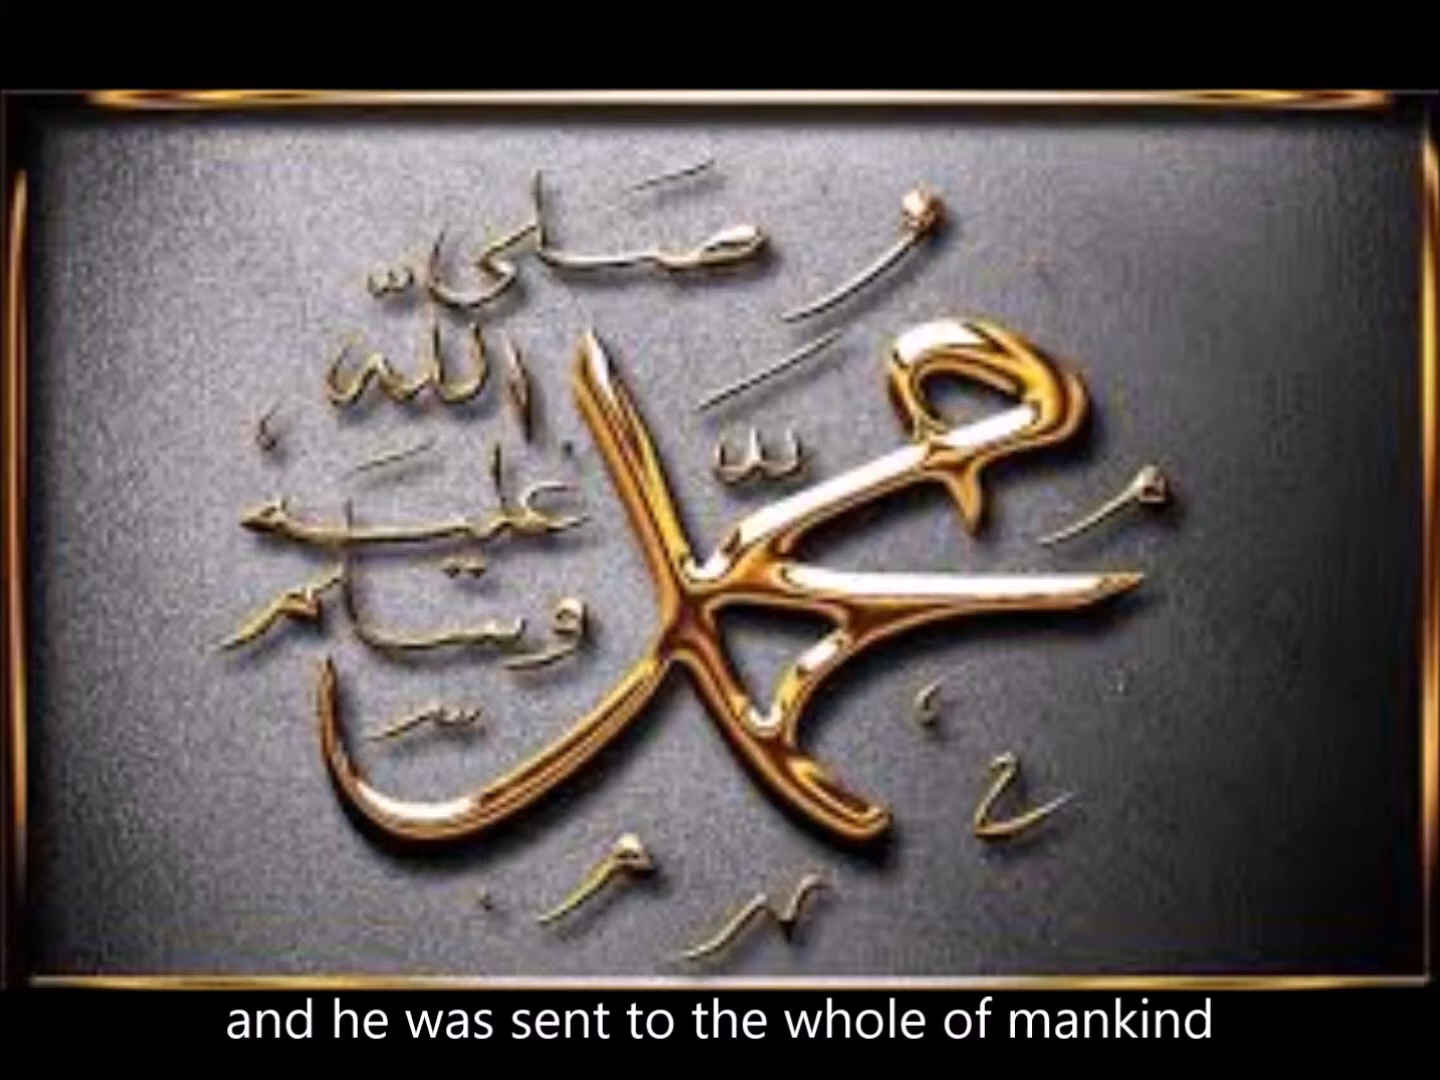 محمد
صلى
الله
عليه
وسلم
and he was sent to the whole of mankind